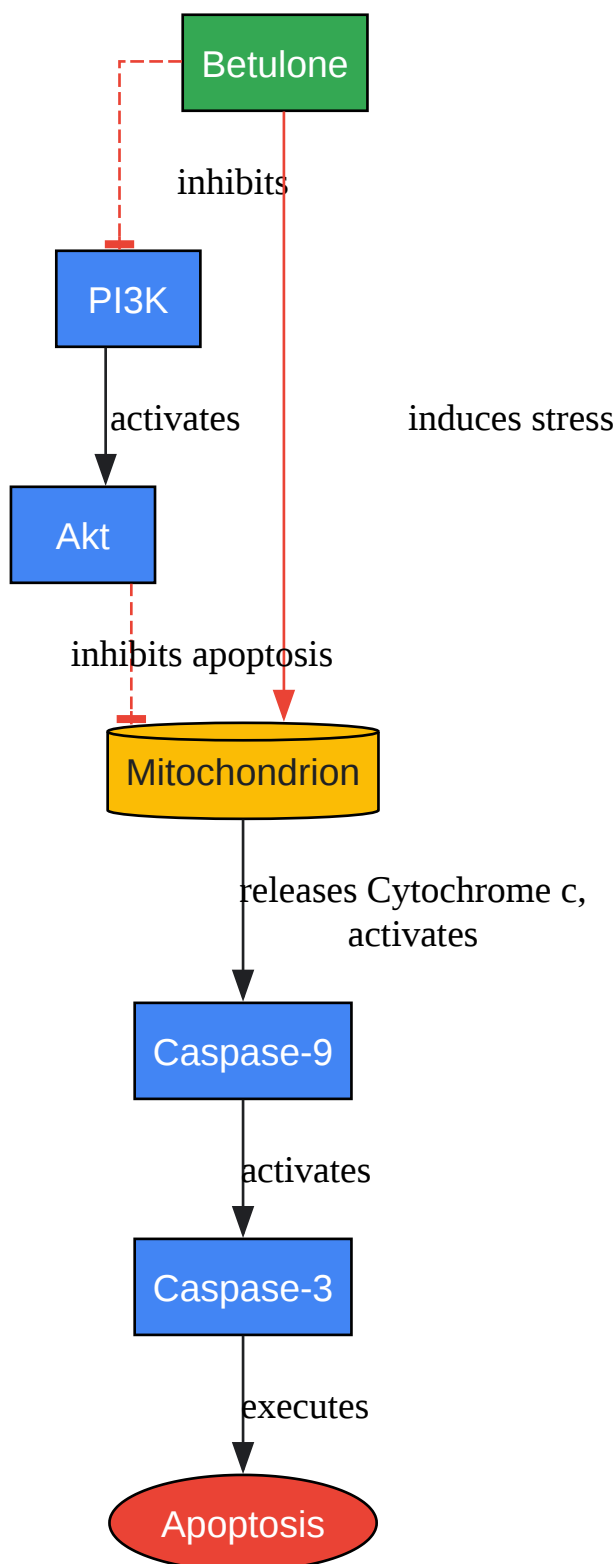 Betulone
inhibits
PI3K
activates
induces stress
Akt
inhibits apoptosis
Mitochondrion
releases Cytochrome c,
activates
Caspase-9
activates
Caspase-3
executes
Apoptosis